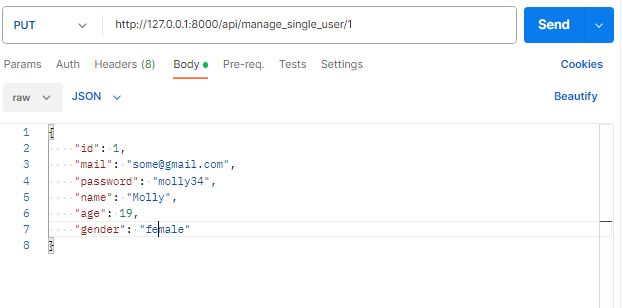 PUT http://127.0.0.1:8000/api/manage_single_user/1 Send
Params Auth Headers (8) Body Pre-req. Tests Settings Cookies
raw JSON Beautify
1 {
2 "id": 1,
3 "mail": "some@gmail.com",
4 "password": "molly34",
5 "name": "Molly",
6 "age": 19,
7 "gender": "female"
8 }